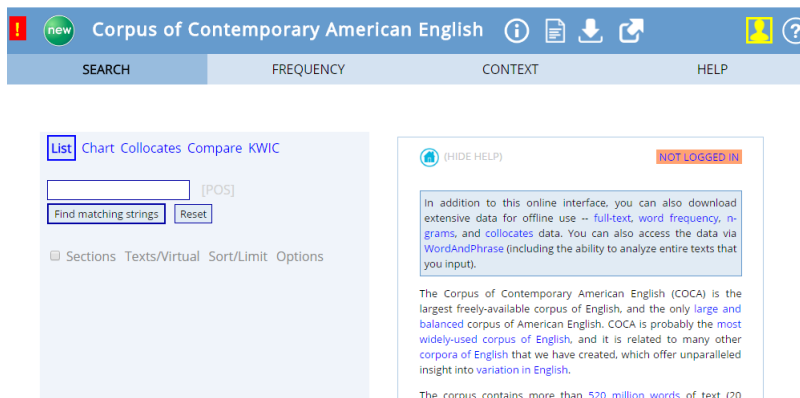 ! new Corpus of Contemporary American English
SEARCH FREQUENCY CONTEXT HELP
List Chart Collocates Compare KWIC
[POS]
Find matching strings Reset
Sections Texts/Virtual Sort/Limit Options
(HIDE HELP) NOT LOGGED IN
In addition to this online interface, you can also download
extensive data for offline use -- full-text, word frequency, n-
grams, and collocates data. You can also access the data via
WordAndPhrase (including the ability to analyze entire texts that
you input).
The Corpus of Contemporary American English (COCA) is the
largest freely-available corpus of English, and the only large and
balanced corpus of American English. COCA is probably the most
widely-used corpus of English, and it is related to many other
corpora of English that we have created, which offer unparalleled
insight into variation in English.
The corpus contains more than 520 million words of text (20